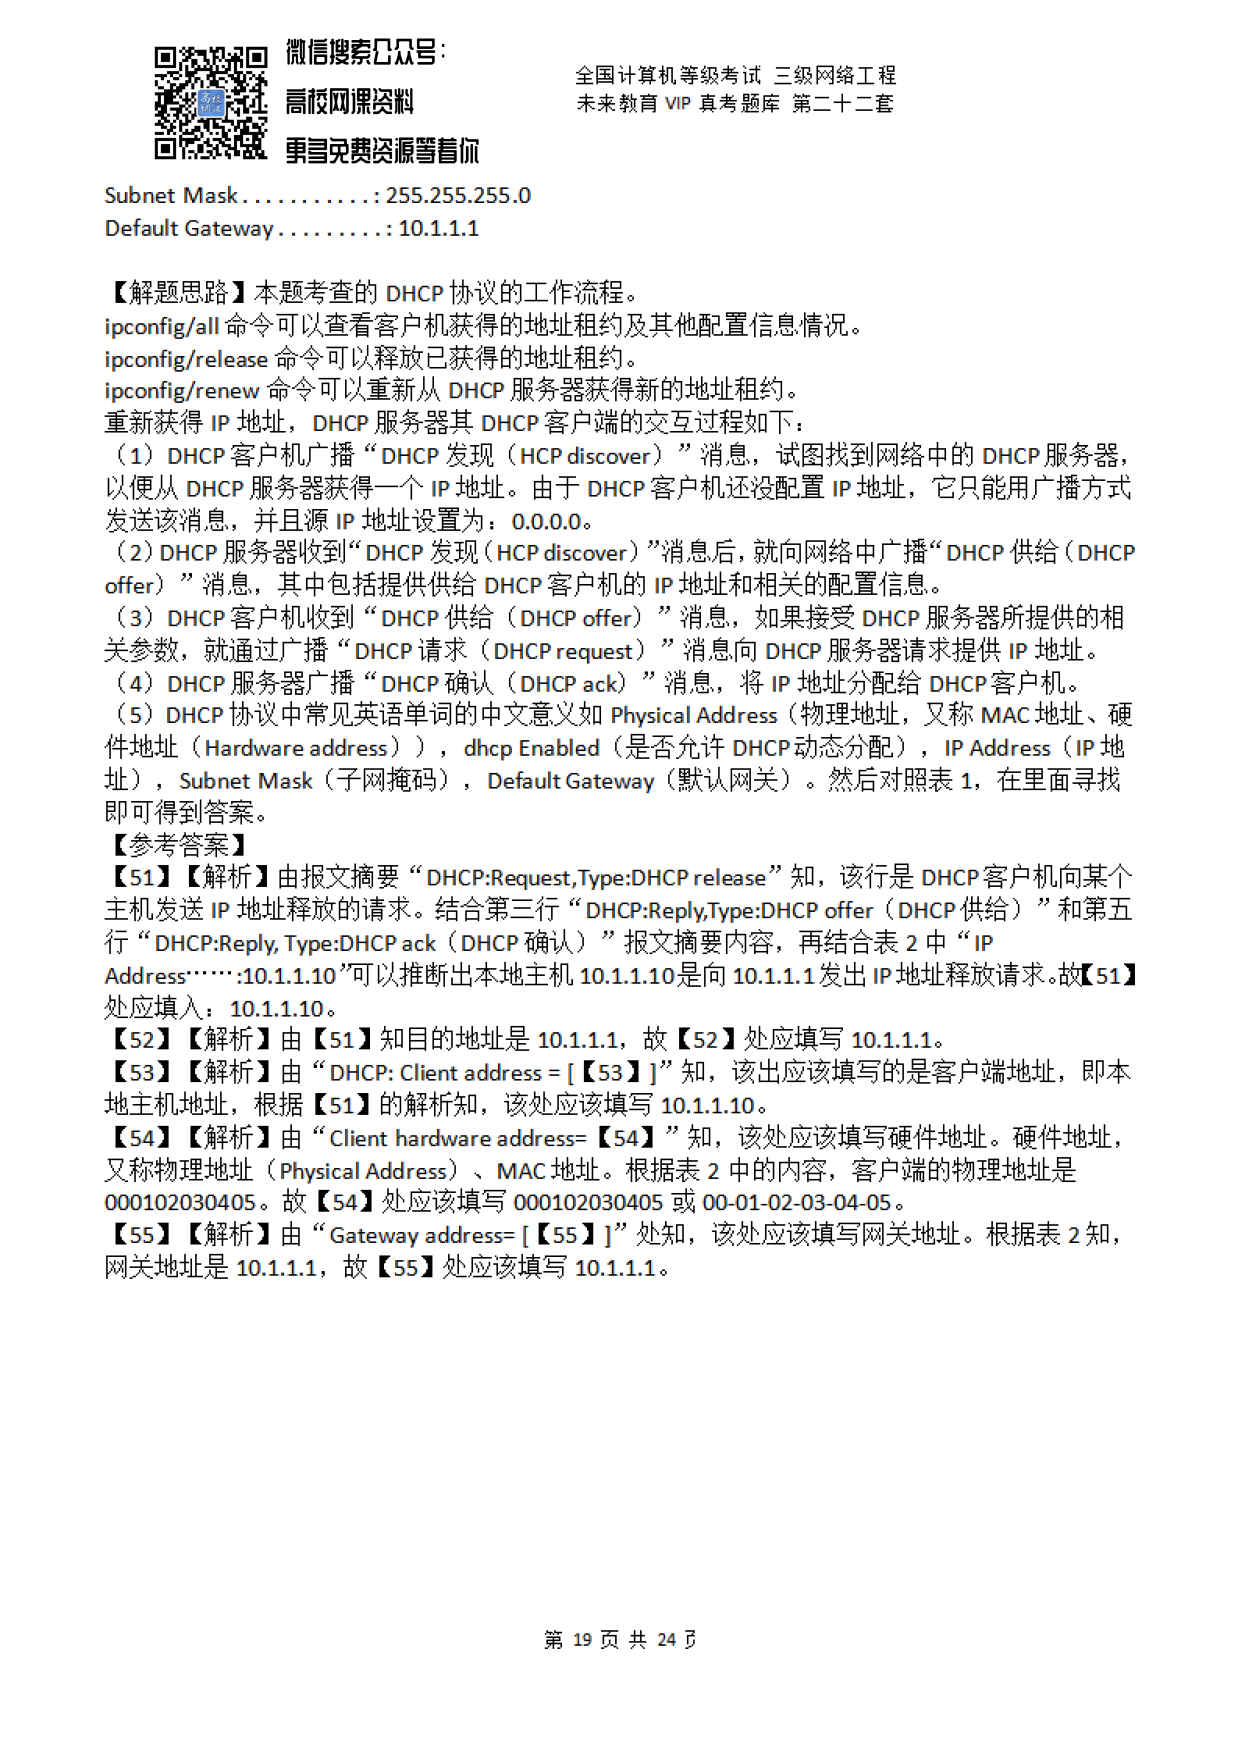 微信搜索公众号：
高校网课资料
更多免费资源等着你
全国计算机等级考试 三级网络工程
未来教育 VIP 真考题库 第二十二套
Subnet Mask . . . . . . . . . . . : 255.255.255.0
Default Gateway . . . . . . . . . : 10.1.1.1
【解题思路】本题考查的 DHCP 协议的工作流程。
ipconfig/all 命令可以查看客户机获得的地址租约及其他配置信息情况。
ipconfig/release 命令可以释放已获得的地址租约。
ipconfig/renew 命令可以重新从 DHCP 服务器获得新的地址租约。
重新获得 IP 地址，DHCP 服务器其 DHCP 客户端的交互过程如下：
（1）DHCP 客户机广播“DHCP 发现（HCP discover）”消息，试图找到网络中的 DHCP 服务器，
以便从 DHCP 服务器获得一个 IP 地址。由于 DHCP 客户机还没配置 IP 地址，它只能用广播方式
发送该消息，并且源 IP 地址设置为：0.0.0.0。
（2）DHCP 服务器收到“DHCP 发现（HCP discover）”消息后，就向网络中广播“DHCP 供给（DHCP
offer）”消息，其中包括提供供给 DHCP 客户机的 IP 地址和相关的配置信息。
（3）DHCP 客户机收到“DHCP 供给（DHCP offer）”消息，如果接受 DHCP 服务器所提供的相
关参数，就通过广播“DHCP 请求（DHCP request）”消息向 DHCP 服务器请求提供 IP 地址。
（4）DHCP 服务器广播“DHCP 确认（DHCP ack）”消息，将 IP 地址分配给 DHCP 客户机。
（5）DHCP 协议中常见英语单词的中文意义如 Physical Address（物理地址，又称 MAC 地址、硬
件地址（Hardware address）），dhcp Enabled（是否允许 DHCP 动态分配），IP Address（IP 地
址），Subnet Mask（子网掩码），Default Gateway（默认网关）。然后对照表 1，在里面寻找
即可得到答案。
【参考答案】
【51】【解析】由报文摘要“DHCP:Request,Type:DHCP release”知，该行是 DHCP 客户机向某个
主机发送 IP 地址释放的请求。结合第三行“DHCP:Reply,Type:DHCP offer（DHCP 供给）”和第五
行“DHCP:Reply, Type:DHCP ack（DHCP 确认）”报文摘要内容，再结合表 2 中“IP
Address……:10.1.1.10”可以推断出本地主机 10.1.1.10 是向 10.1.1.1 发出 IP 地址释放请求。故【51】
处应填入：10.1.1.10。
【52】【解析】由【51】知目的地址是 10.1.1.1，故【52】处应填写 10.1.1.1。
【53】【解析】由“DHCP: Client address = [【53】]”知，该出应该填写的是客户端地址，即本
地主机地址，根据【51】的解析知，该处应该填写 10.1.1.10。
【54】【解析】由“Client hardware address=【54】”知，该处应该填写硬件地址。硬件地址，
又称物理地址（Physical Address）、MAC 地址。根据表 2 中的内容，客户端的物理地址是
000102030405。故【54】处应该填写 000102030405 或 00-01-02-03-04-05。
【55】【解析】由“Gateway address= [【55】]”处知，该处应该填写网关地址。根据表 2 知，
网关地址是 10.1.1.1，故【55】处应该填写 10.1.1.1。
第 19 页 共 24 页